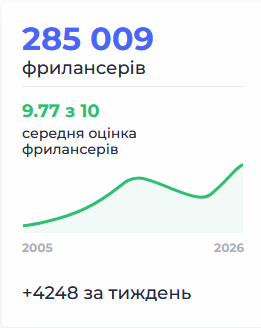 285 009
фрилансерів
9.77 з 10
середня оцінка
фрилансерів
2005 2026
+4248 за тиждень